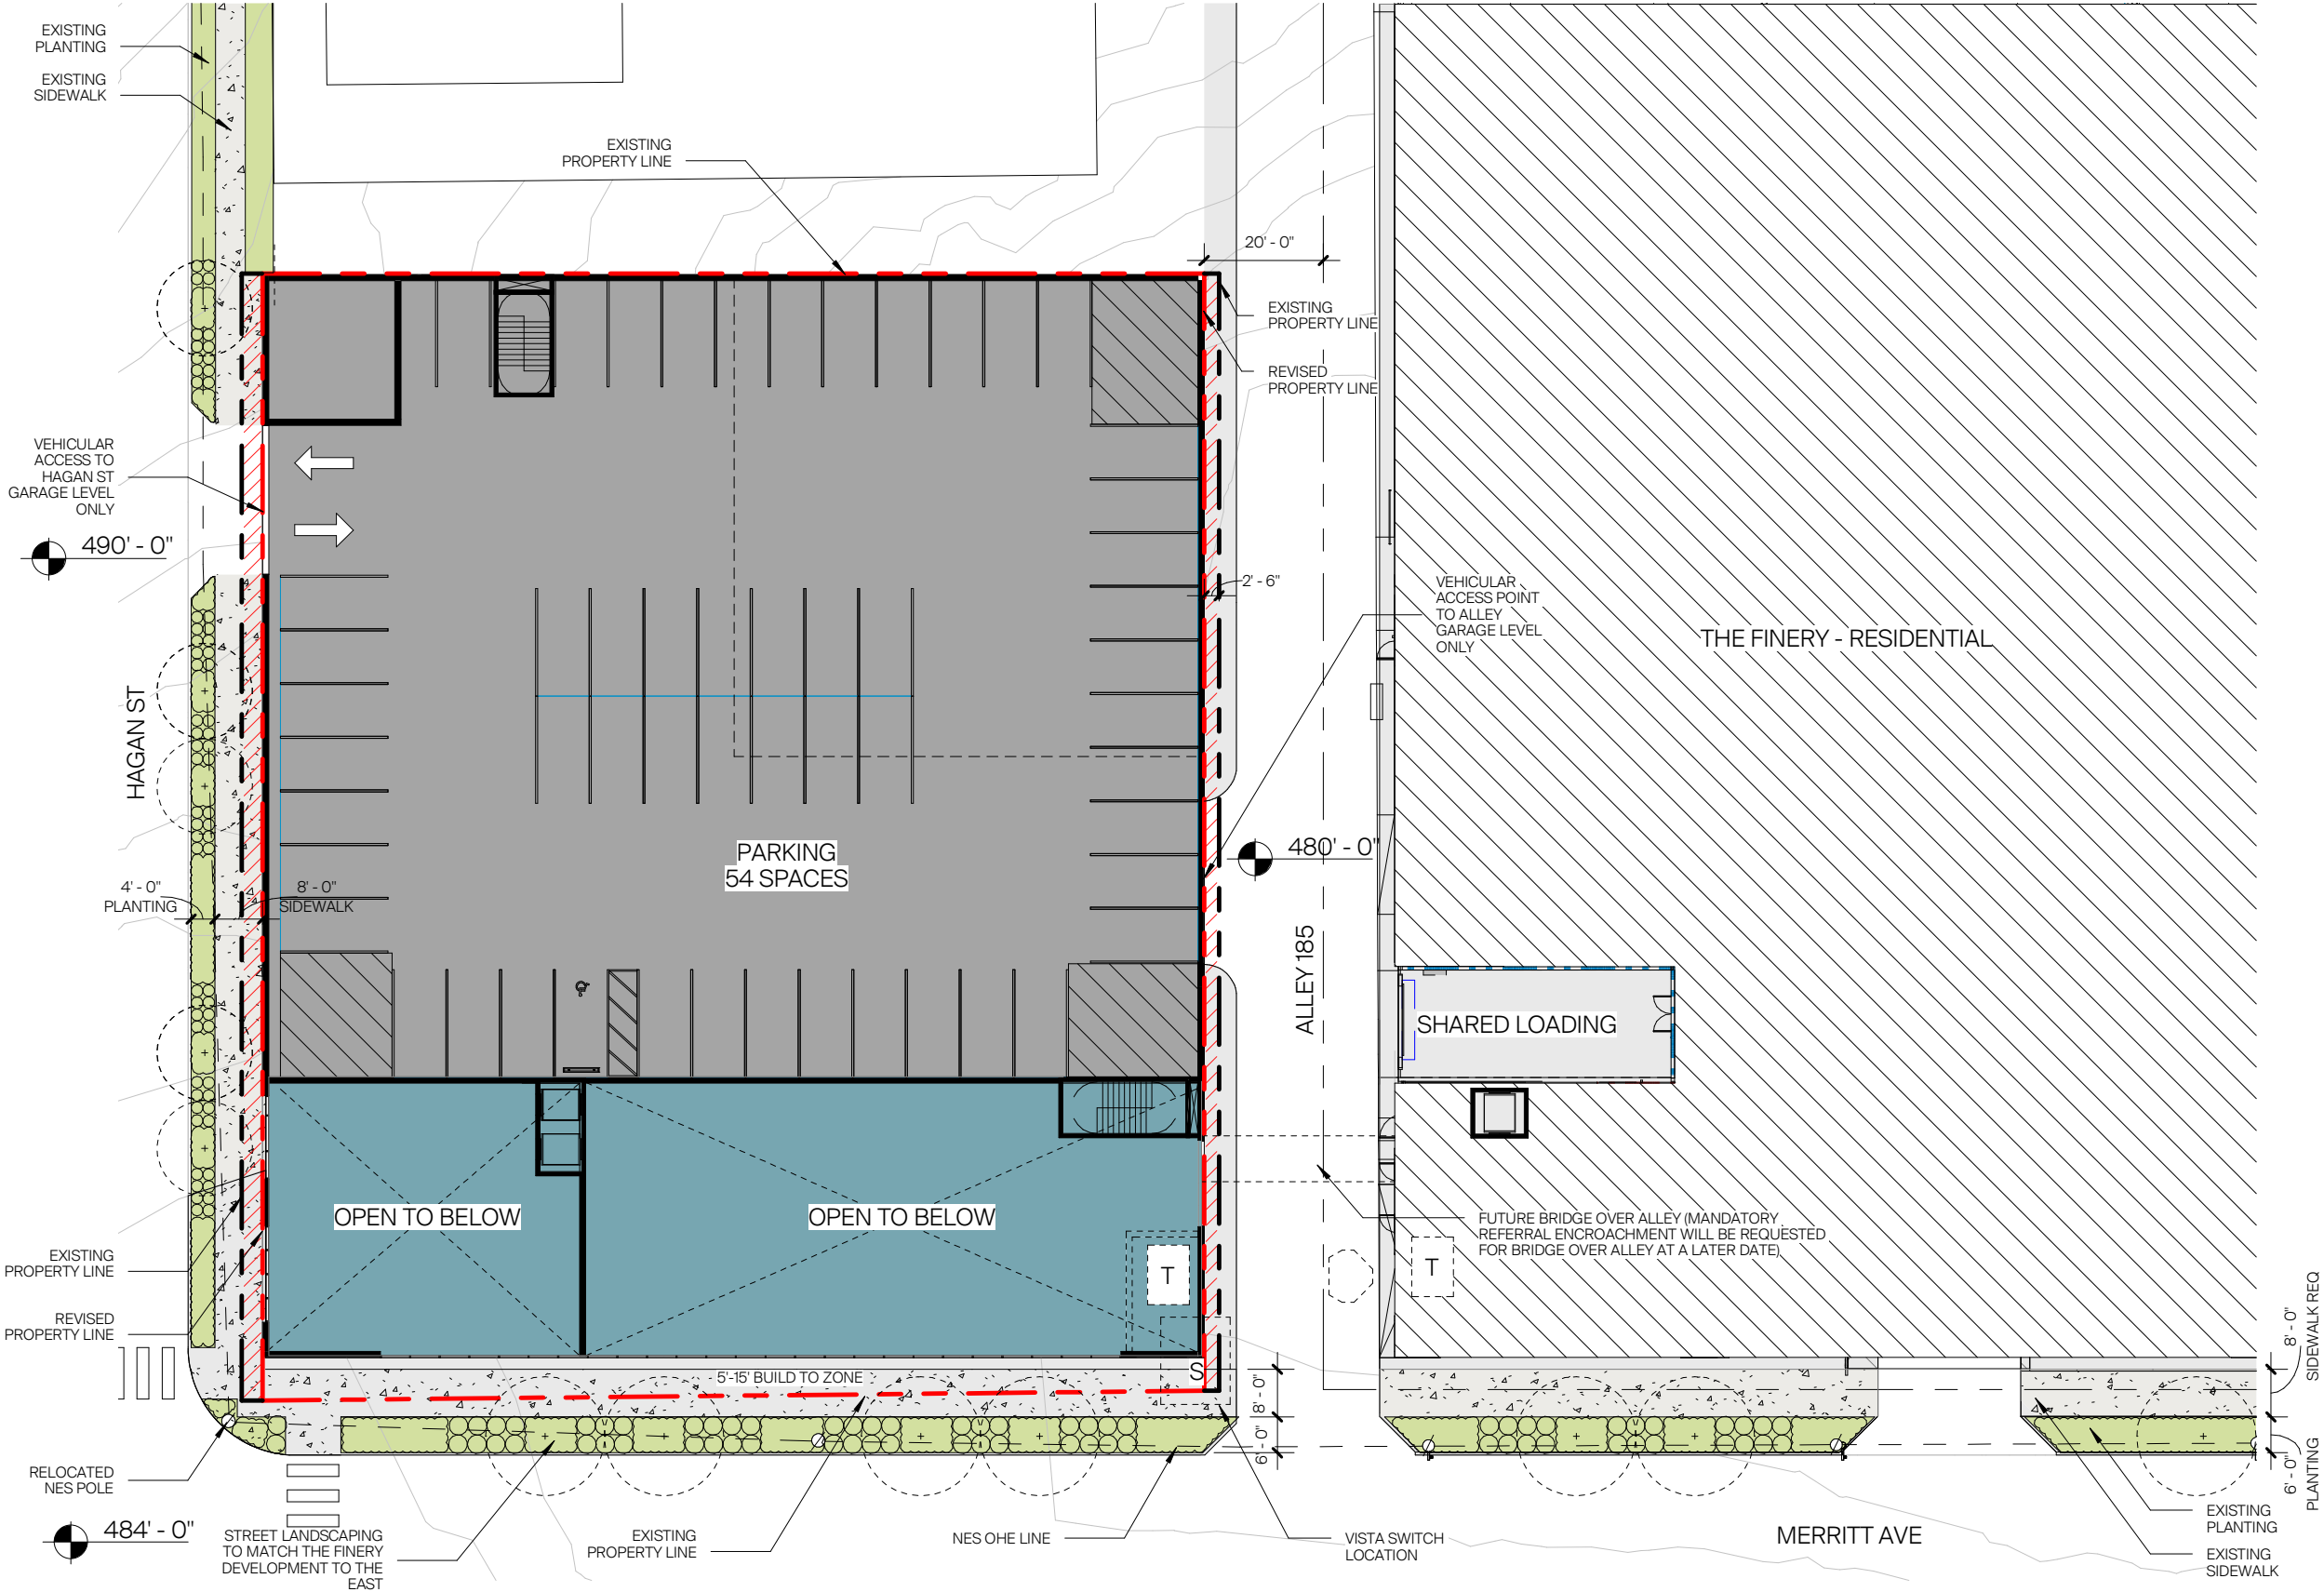 EXISTING
PLANTING
EXISTING
SIDEWALK
EXISTING
PROPERTY LINE
20' - 0"
EXISTING
PROPERTY LINE
REVISED
PROPERTY LINE
VEHICULAR
ACCESS TO
HAGAN ST
GARAGE LEVEL
ONLY
490' - 0"
2' - 6"
VEHICULAR
ACCESS POINT
TO ALLEY
GARAGE LEVEL
ONLY
THE FINERY - RESIDENTIAL
HAGAN ST
PARKING
54 SPACES
480' - 0"
4' - 0"
PLANTING
8' - 0"
SIDEWALK
ALLEY 185
SHARED LOADING
OPEN TO BELOW
OPEN TO BELOW
FUTURE BRIDGE OVER ALLEY (MANDATORY
REFERRAL ENCROACHMENT WILL BE REQUESTED
FOR BRIDGE OVER ALLEY AT A LATER DATE)
T
T
EXISTING
PROPERTY LINE
REVISED
PROPERTY LINE
S
5'-15' BUILD TO ZONE
8' - 0"
6' - 0"
8' - 0"
SIDEWALK REQ
6' - 0"
PLANTING
RELOCATED
NES POLE
484' - 0"
STREET LANDSCAPING
TO MATCH THE FINERY
DEVELOPMENT TO THE
EAST
EXISTING
PROPERTY LINE
NES OHE LINE
VISTA SWITCH
LOCATION
MERRITT AVE
EXISTING
PLANTING
EXISTING
SIDEWALK